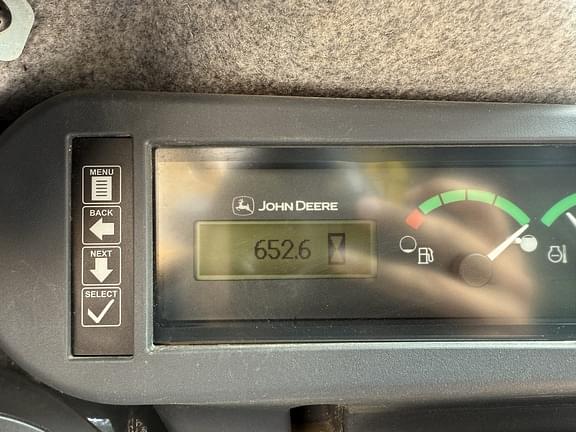 MENU
BACK
NEXT
SELECT
JOHN DEERE
652.6